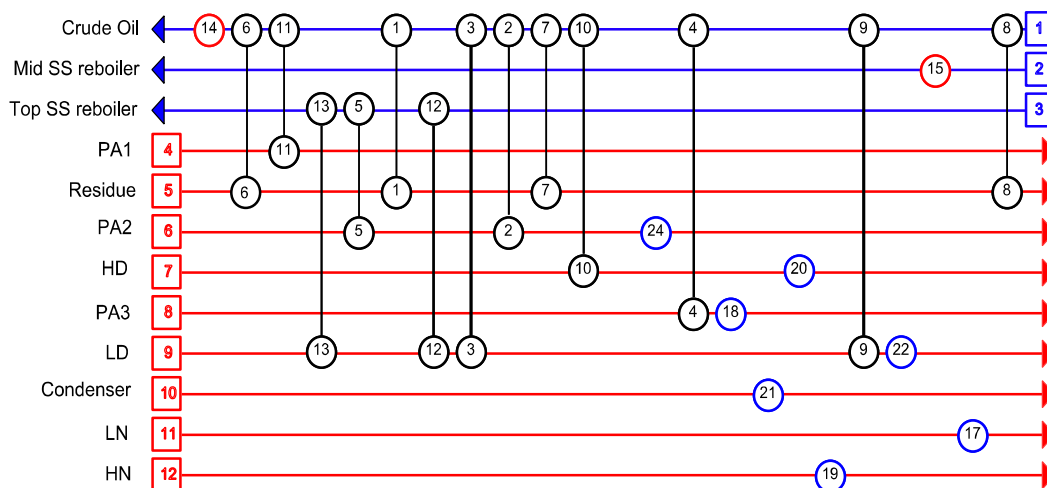 Crude Oil 14 6 11 1 3 2 7 10 4 9 8 1
Mid SS reboiler 15 2
Top SS reboiler 13 5 12 3
PA1 4 11
Residue 5 6 1 7 8
PA2 6 5 2 24
HD 7 10 20
PA3 8 4 18
LD 9 13 12 3 9 22
Condenser 10 21
LN 11 17
HN 12 19